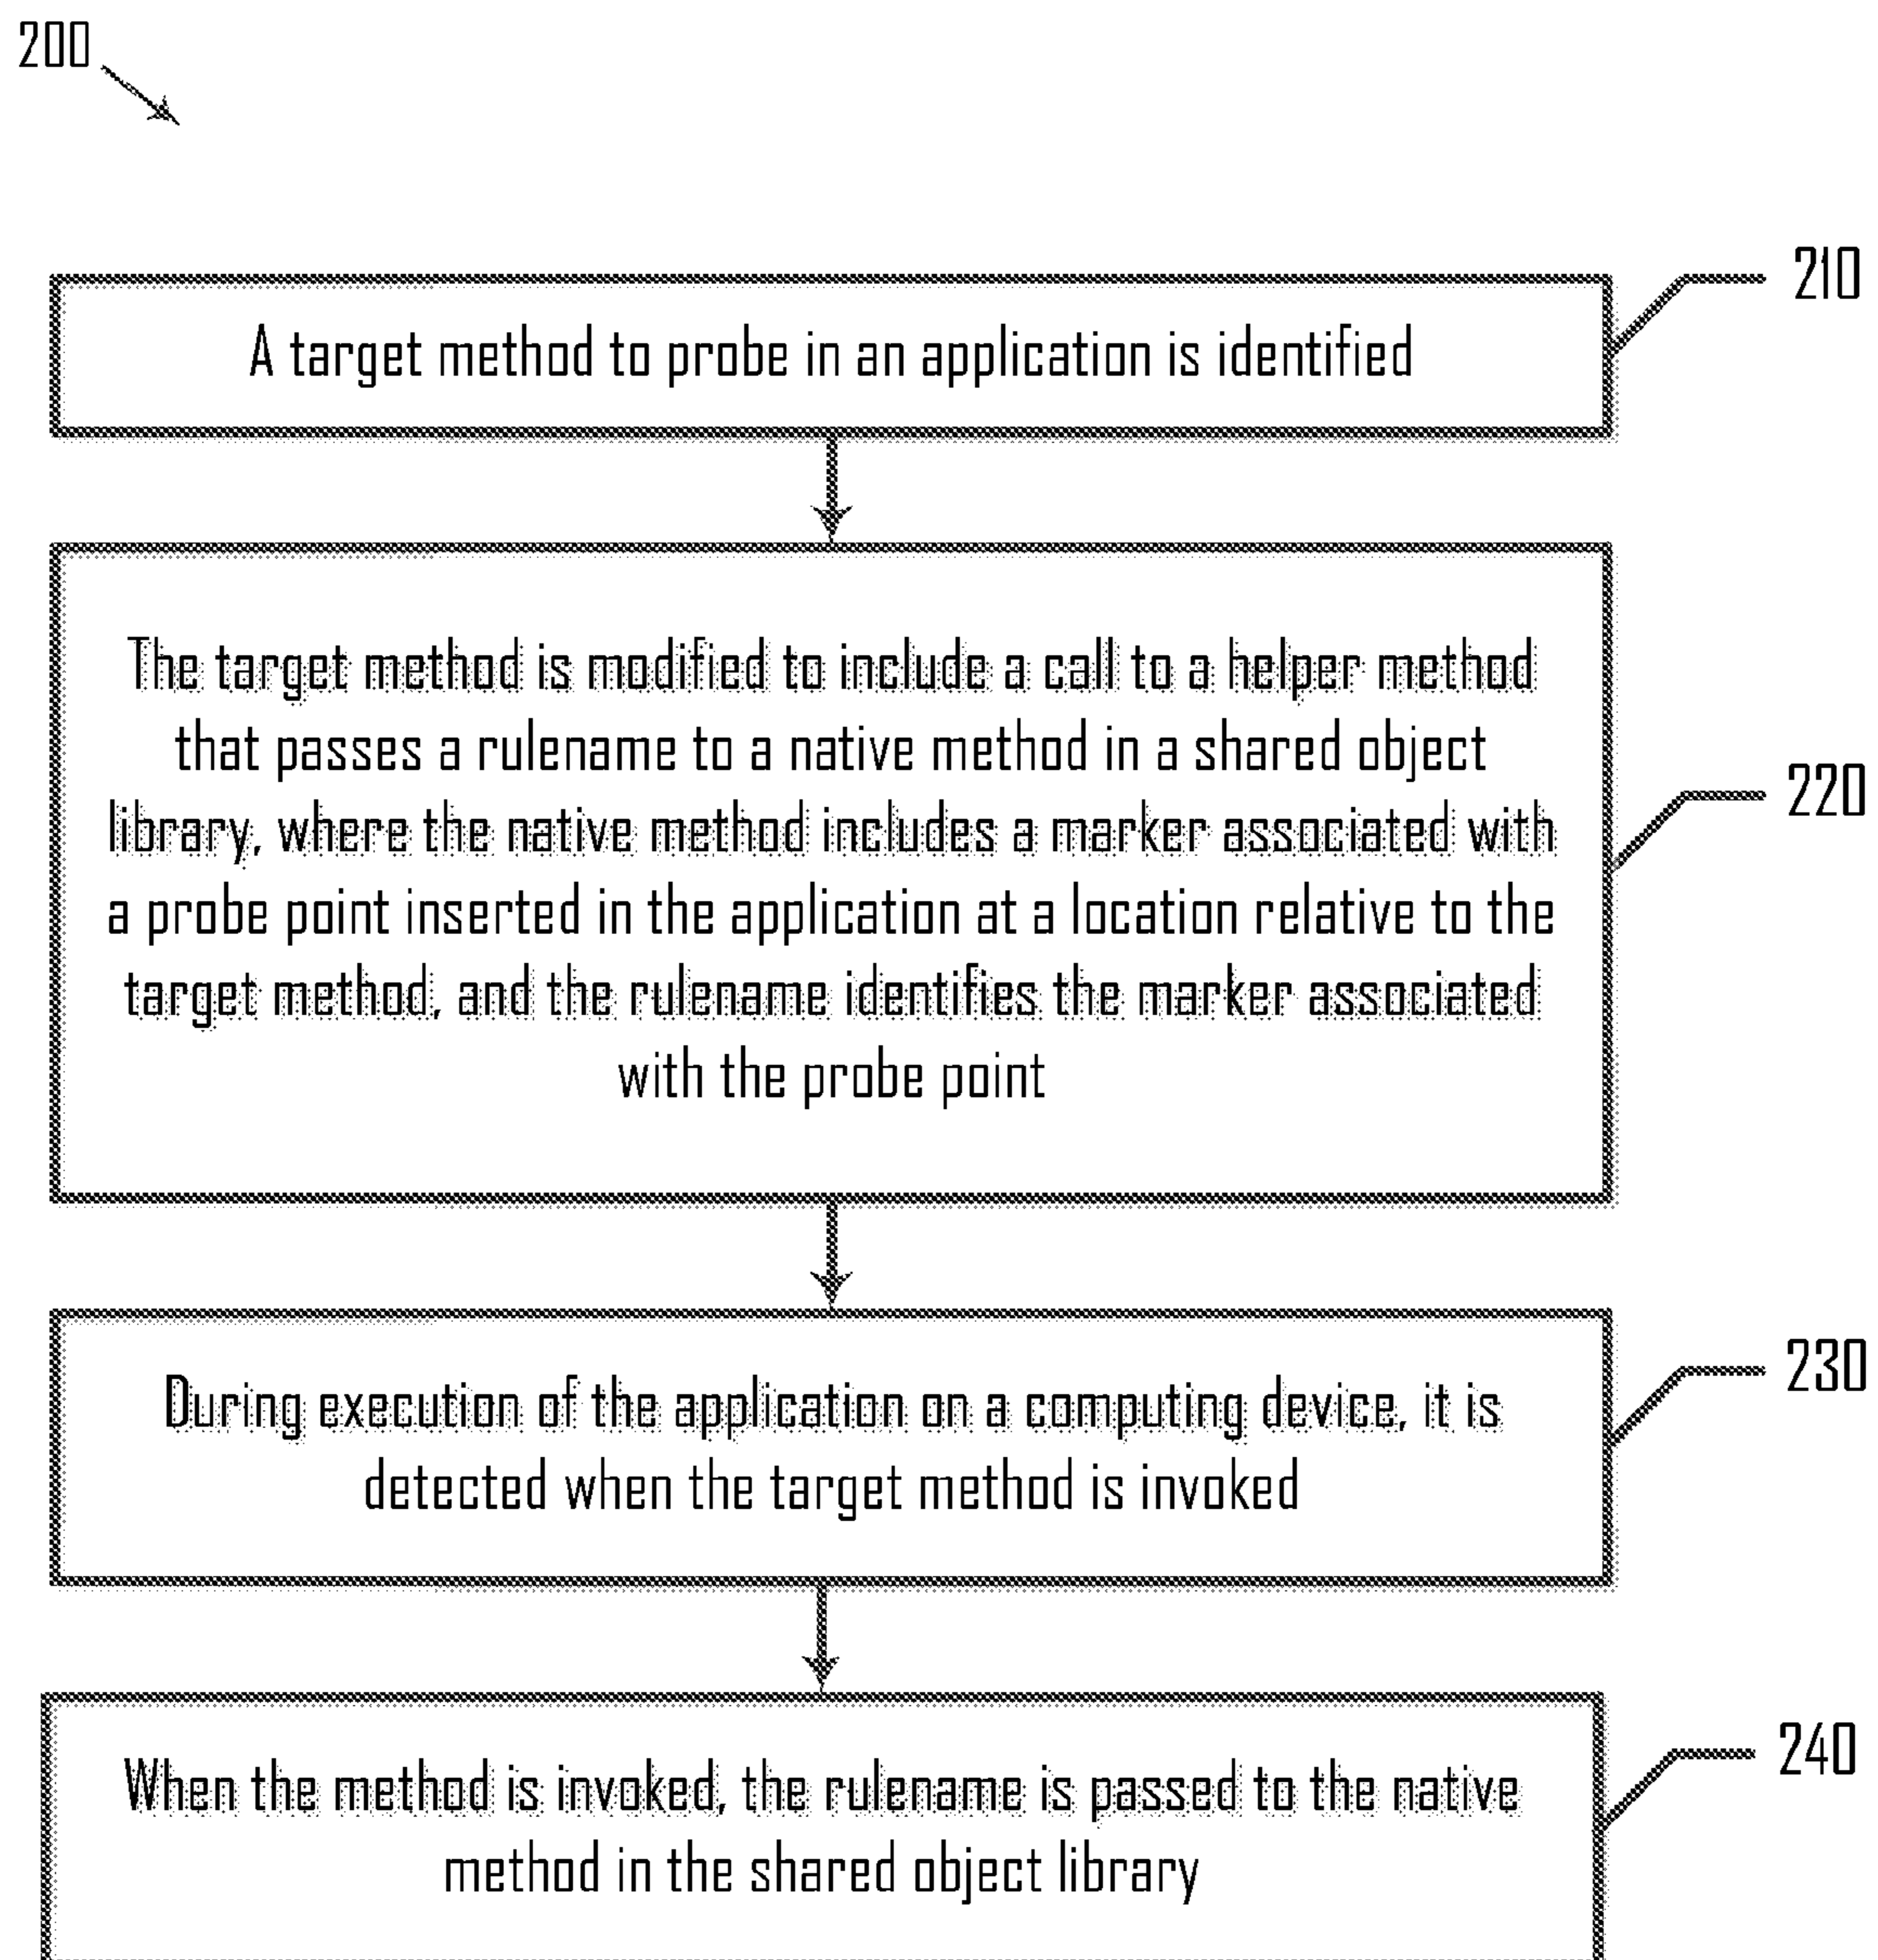 200
210
A target method to probe in an application is identified
The target method is modified to include a call to a helper method
that passes a rulename to a native method in a shared object
library, where the native method includes a marker associated with
a probe point inserted in the application at a location relative to the
target method, and the rulename identifies the marker associated
with the probe point
220
During execution of the application on a computing device, it is
detected when the target method is invoked
230
When the method is invoked, the rulename is passed to the native
method in the shared object library
240